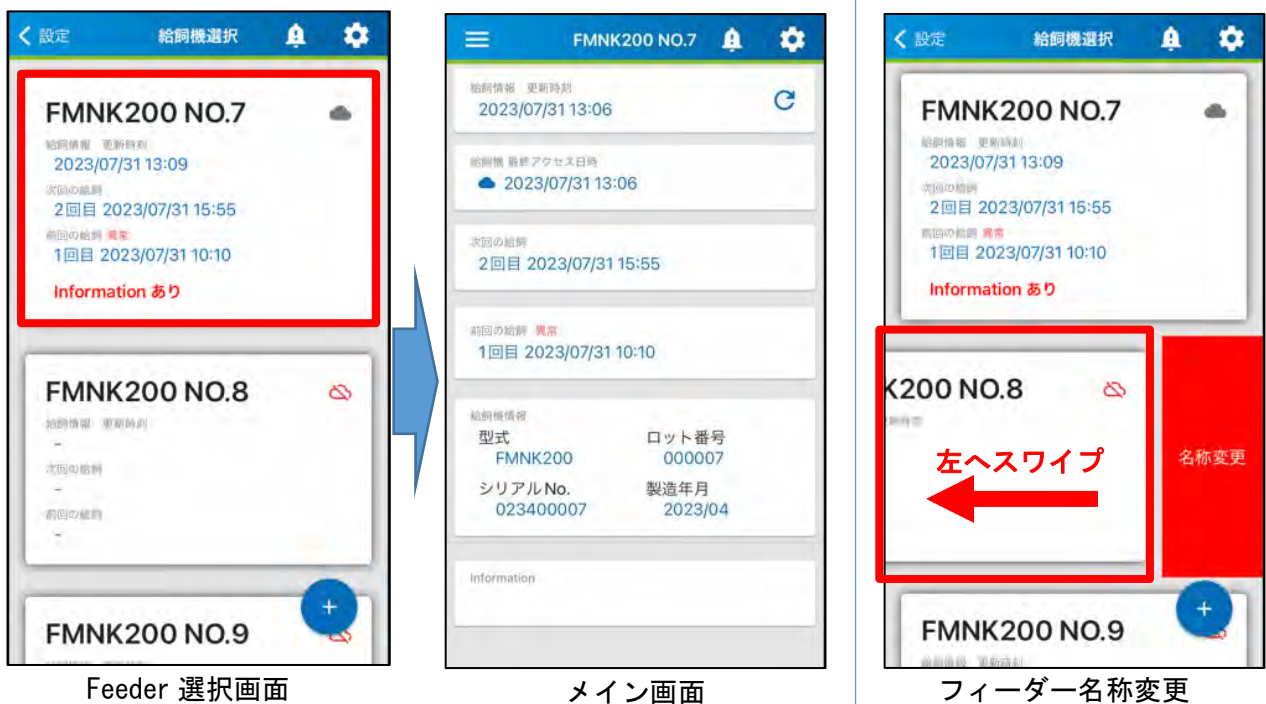 設定
給飼機選択
FMNK200 NO.7
給飼情報 更新時刻
2023/07/31 13:09
次回の給飼
2回目 2023/07/31 15:55
前回の給飼 異常
1回目 2023/07/31 10:10
Information あり
FMNK200 NO.8
給飼情報 更新時刻
-
次回の給飼
-
前回の給飼
-
+
FMNK200 NO.9
Feeder 選択画面
FMNK200 NO.7
給飼情報 更新時刻
2023/07/31 13:06
給飼機 最終アクセス日時
2023/07/31 13:06
次回の給飼
2回目 2023/07/31 15:55
前回の給飼 異常
1回目 2023/07/31 10:10
給飼機情報
型式 ロット番号
FMNK200 000007
シリアルNo. 製造年月
023400007 2023/04
Information
メイン画面
設定
給飼機選択
FMNK200 NO.7
給飼情報 更新時刻
2023/07/31 13:09
次回の給飼
2回目 2023/07/31 15:55
前回の給飼 異常
1回目 2023/07/31 10:10
Information あり
K200 NO.8
左へスワイプ
名称変更
+
FMNK200 NO.9
給飼情報 更新時刻
フィーダー名称変更